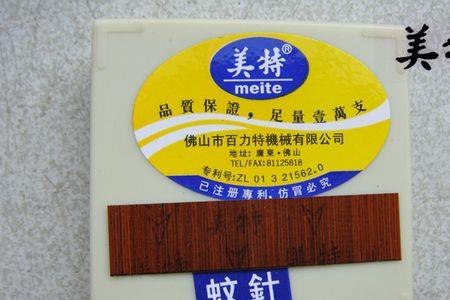 美特®
meite
品質保證，足量壹萬支
佛山市百力特機械有限公司
地址：廣東·佛山
TEL/FAX:81125818
专利号:ZL 01 3 21562.0
已注册專利，仿冒必究
美特
蚊針
美